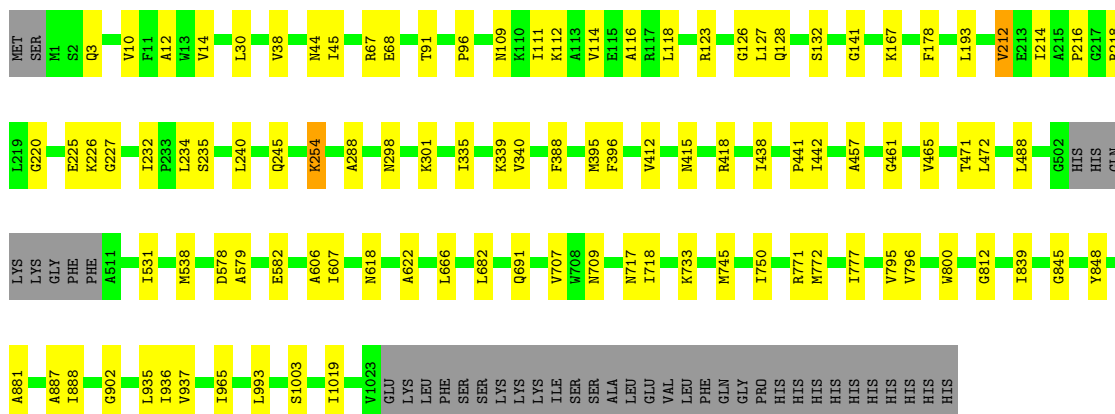 MET SER M1 S2 Q3 V10 F11 A12 W13 V14 L30 V38 N44 I45 R67 E68 T91 P96 N109 K110 I111 K112 A113 V114 E115 A116 R117 L118 R123 G126 L127 Q128 S132 G141 K167 F178 L193 V212 E213 I214 A215 P216 G217
L219 G220 E225 K226 G227 I232 P233 L234 S235 L240 Q245 K254 A288 N298 K301 I335 K339 V340 F388 M395 F396 V412 N415 R418 I438 P441 I442 A457 G461 V465 T471 L472 L488 G502 HIS HIS GLN
LYS LYS GLY PHE PHE A511 I531 M538 D578 A579 E582 A606 I607 N618 A622 L666 L682 Q691 V707 W708 N709 N717 I718 K733 M745 I750 R771 M772 I777 V795 V796 W800 G812 I839 G845 Y848
A881 A887 I888 G902 L935 I936 V937 I965 L993 S1003 I1019 V1023 GLU LYS LEU PHE SER SER LYS LYS LYS ILE SER SER ALA LEU GLU VAL LEU PHE GLN GLY PRO HIS HIS HIS HIS HIS HIS HIS HIS HIS HIS